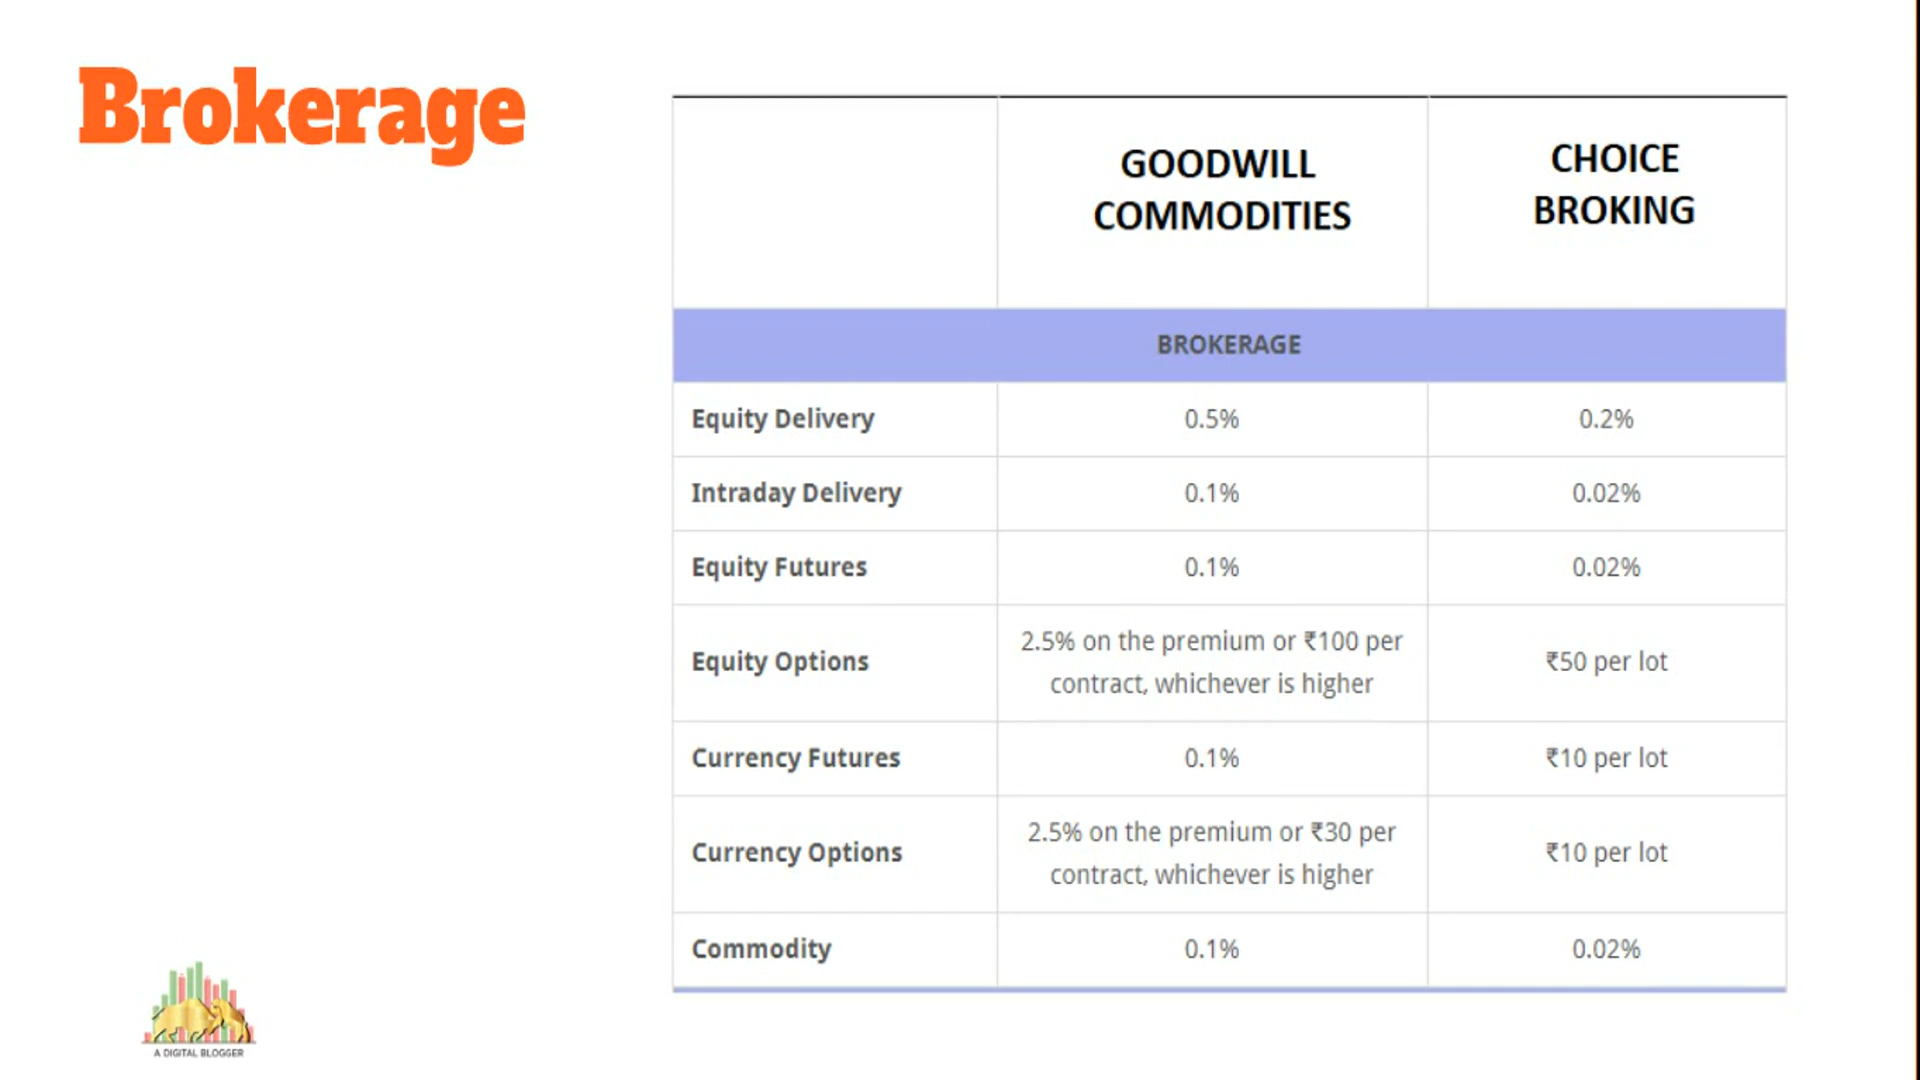 Brokerage
GOODWILL
COMMODITIES
CHOICE
BROKING
BROKERAGE
Equity Delivery 0.5% 0.2%
Intraday Delivery 0.1% 0.02%
Equity Futures 0.1% 0.02%
Equity Options 2.5% on the premium or ₹100 per
contract, whichever is higher ₹50 per lot
Currency Futures 0.1% ₹10 per lot
Currency Options 2.5% on the premium or ₹30 per
contract, whichever is higher ₹10 per lot
Commodity 0.1% 0.02%
A DIGITAL BLOGGER